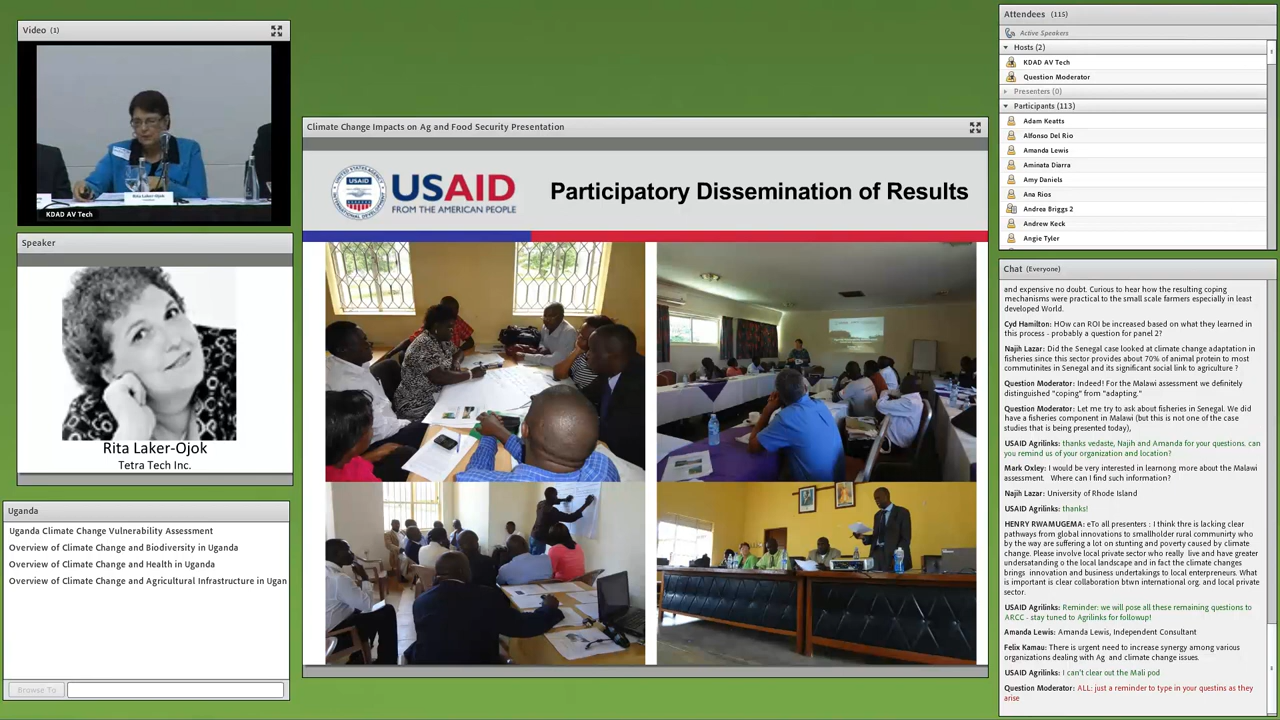 Video (1)
Rita Laker-Ojok
KDAD AV Tech
Speaker
Rita Laker-Ojok
Tetra Tech Inc.
Uganda
Uganda Climate Change Vulnerability Assessment
Overview of Climate Change and Biodiversity in Uganda
Overview of Climate Change and Health in Uganda
Overview of Climate Change and Agricultural Infrastructure in Ugan
Browse To
Climate Change Impacts on Ag and Food Security Presentation
USAID
USAID
FROM THE AMERICAN PEOPLE
Participatory Dissemination of Results
Attendees (115)
Active Speakers
Hosts (2)
KDAD AV Tech
Question Moderator
Presenters (0)
Participants (113)
Adam Keatts
Alfonso Del Rio
Amanda Lewis
Aminata Diarra
Amy Daniels
Ana Rios
Andrea Briggs 2
Andrew Keck
Angie Tyler
Chat (Everyone)
and expensive no doubt. Curious to hear how the resulting coping
mechanisms were practical to the small scale farmers especially in least
developed World.
Cyd Hamilton: HOw can ROI be increased based on what they learned in
this process - probably a question for panel 2?
Najih Lazar: Did the Senegal case looked at climate change adaptation in
fisheries since this sector provides about 70% of animal protein to most
commutinites in Senegal and its significant social link to agriculture ?
Question Moderator: Indeed! For the Malawi assessment we definitely
distinguished "coping" from "adapting."
Question Moderator: Let me try to ask about fisheries in Senegal. We did
have a fisheries component in Malawi (but this is not one of the case
studies that is being presented today),
USAID Agrilinks: thanks vedaste, Najih and Amanda for your questions. can
you remind us of your organization and location?
Mark Oxley: I would be very interested in learnong more about the Malawi
assessment. Where can I find such information?
Najih Lazar: University of Rhode Island
USAID Agrilinks: thanks!
HENRY RWAMUGEMA: eTo all presenters : I think thre is lacking clear
pathways from global innovations to smallholder rural community who
by the way are suffering a lot on stunting and poverty caused by climate
change. Please involve local private sector who really live and have greater
understanding o the local landscape and in fact the climate changes
brings innovation and business undertakings to local entrepreneurs. What
is important is clear collaboration btwn international org. and local private
sector.
USAID Agrilinks: Reminder: we will pose all these remaining questions to
ARCC - stay tuned to Agrilinks for followup!
Amanda Lewis: Amanda Lewis, Independent Consultant
Felix Kamau: There is urgent need to increase synergy among various
organizations dealing with Ag and climate change issues.
USAID Agrilinks: I can't clear out the Mali pod
Question Moderator: ALL: just a reminder to type in your questins as they
arise